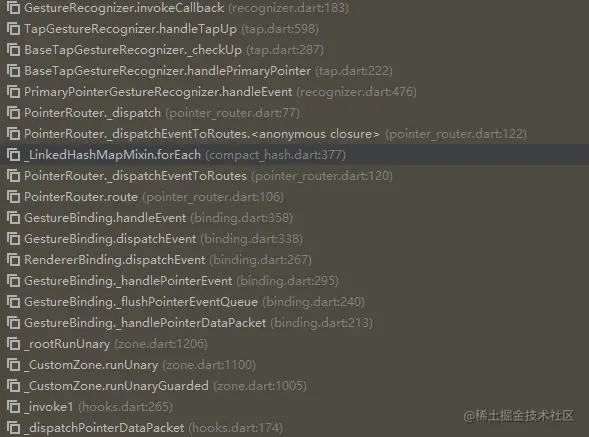 GestureRecognizer.invokeCallback (recognizer.dart:183)
TapGestureRecognizer.handleTapUp (tap.dart:598)
BaseTapGestureRecognizer._checkUp (tap.dart:287)
BaseTapGestureRecognizer.handlePrimaryPointer (tap.dart:222)
PrimaryPointerGestureRecognizer.handleEvent (recognizer.dart:476)
PointerRouter._dispatch (pointer_router.dart:77)
PointerRouter._dispatchEventToRoutes.<anonymous closure> (pointer_router.dart:122)
_LinkedHashMapMixin.forEach (compact_hash.dart:377)
PointerRouter._dispatchEventToRoutes (pointer_router.dart:120)
PointerRouter.route (pointer_router.dart:106)
GestureBinding.handleEvent (binding.dart:358)
GestureBinding.dispatchEvent (binding.dart:338)
RendererBinding.dispatchEvent (binding.dart:267)
GestureBinding._handlePointerEvent (binding.dart:295)
GestureBinding._flushPointerEventQueue (binding.dart:240)
GestureBinding._handlePointerDataPacket (binding.dart:213)
_rootRunUnary (zone.dart:1206)
_CustomZone.runUnary (zone.dart:1100)
_CustomZone.runUnaryGuarded (zone.dart:1005)
_invoke1 (hooks.dart:265)
_dispatchPointerDataPacket (hooks.dart:174)
@稀土掘金技术社区